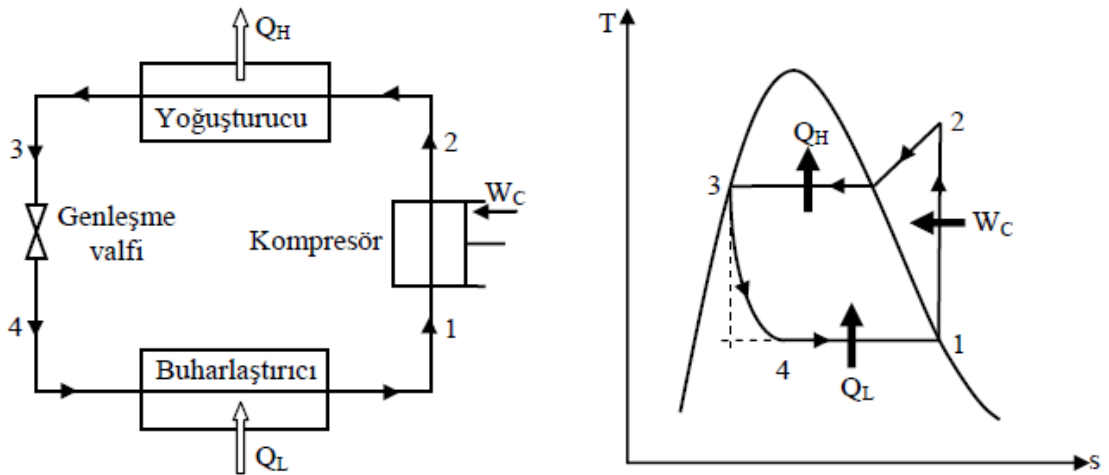 Q_H
Yoğuşturucu
3
2
W_C
Genleşme
valfi
Kompresör
4
1
Buharlaştırıcı
Q_L
T
2
Q_H
3
W_C
1
4
Q_L
s